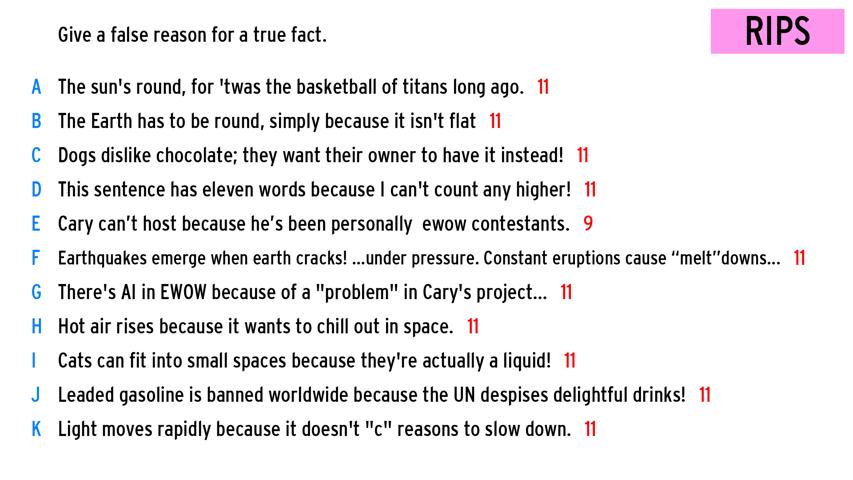 Give a false reason for a true fact.
RIPS
A The sun's round, for 'twas the basketball of titans long ago. 11
B The Earth has to be round, simply because it isn't flat 11
C Dogs dislike chocolate; they want their owner to have it instead! 11
D This sentence has eleven words because I can't count any higher! 11
E Cary can’t host because he’s been personally  ewow contestants. 9
F Earthquakes emerge when earth cracks! ...under pressure. Constant eruptions cause “melt”downs... 11
G There's AI in EWOW because of a "problem" in Cary's project... 11
H Hot air rises because it wants to chill out in space. 11
I Cats can fit into small spaces because they're actually a liquid! 11
J Leaded gasoline is banned worldwide because the UN despises delightful drinks! 11
K Light moves rapidly because it doesn't "c" reasons to slow down. 11